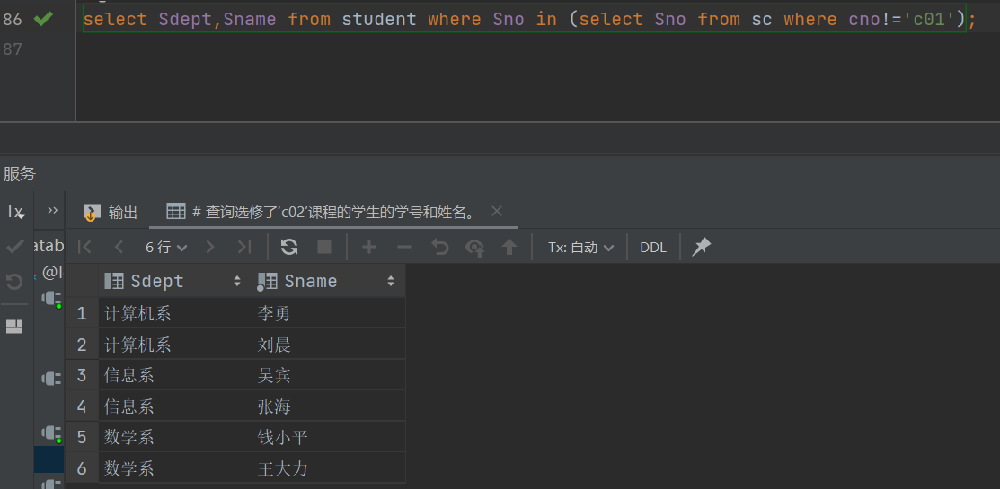 86 select Sdept,Sname from student where Sno in (select Sno from sc where cno!='c01');
87
服务
Tx >> 输出 # 查询选修了'c02'课程的学生的学号和姓名。
6 行 Tx: 自动 DDL
atab
@l
Sdept Sname
1 计算机系 李勇
2 计算机系 刘晨
3 信息系 吴宾
4 信息系 张海
5 数学系 钱小平
6 数学系 王大力